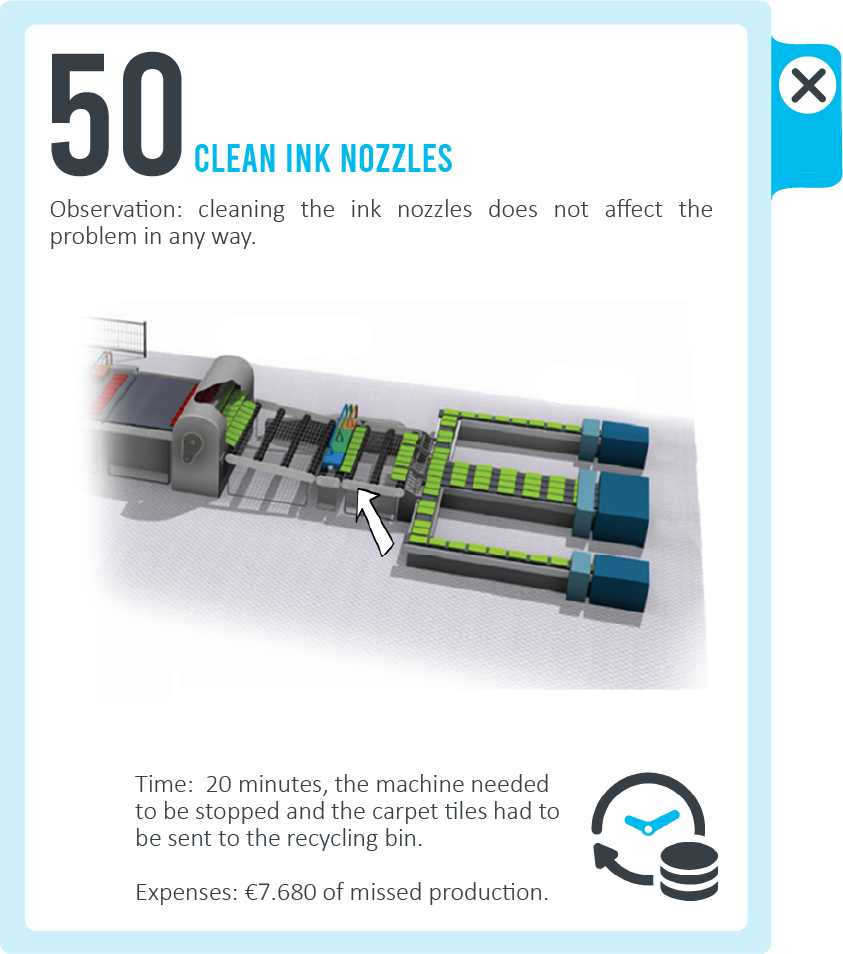 50 CLEAN INK NOZZLES
Observation: cleaning the ink nozzles does not affect the
problem in any way.
Time:  20 minutes, the machine needed
to be stopped and the carpet tiles had to
be sent to the recycling bin.
Expenses: €7.680 of missed production.